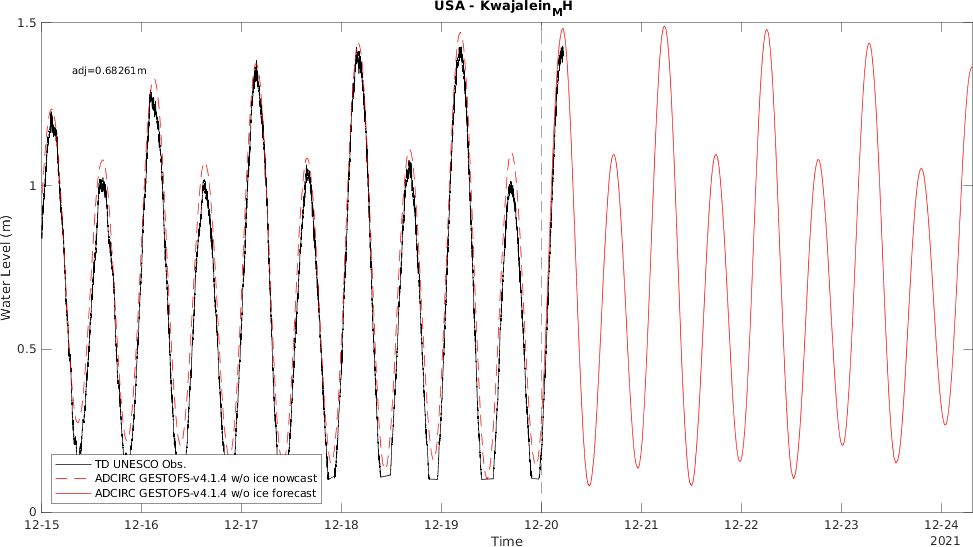 USA - Kwajalein_MH
adj=0.68261m
1.5
1
0.5
0
Water Level (m)
TD UNESCO Obs.
ADCIRC GESTOFS-v4.1.4 w/o ice nowcast
ADCIRC GESTOFS-v4.1.4 w/o ice forecast
12-15 12-16 12-17 12-18 12-19 12-20 12-21 12-22 12-23 12-24
Time 2021